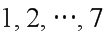 1, 2, ⋯, 7